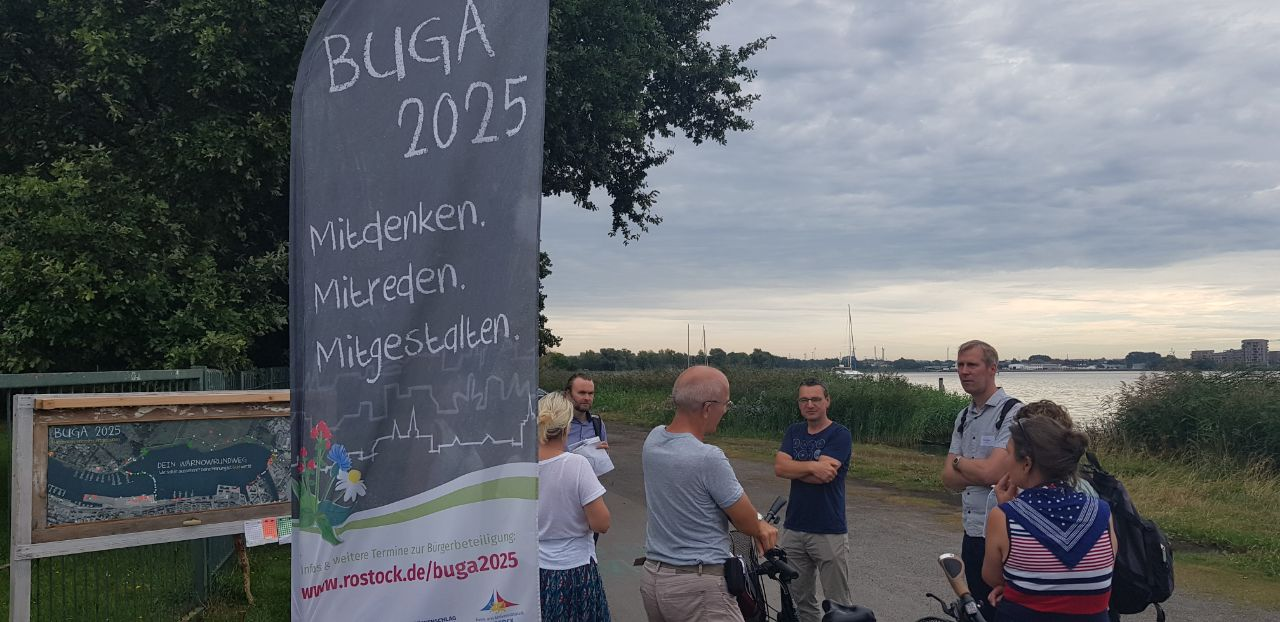 BUGA
2025
Mitdenken.
Mitreden.
Mitgestalten.
Infos & weitere Termine zur Bürgerbeteiligung:
www.rostock.de/buga2025
BUGA 2025
DEIN WARNOWRUNDWEG